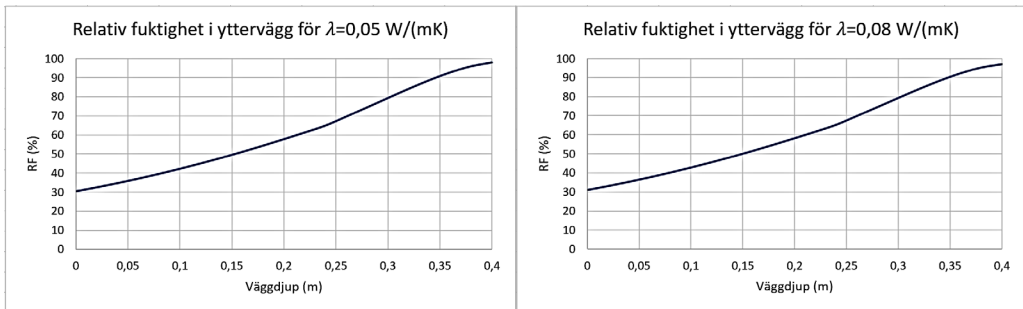 Relativ fuktighet i yttervägg för λ=0,05 W/(mK)
RF (%)
100
90
80
70
60
50
40
30
20
10
0
0 0,05 0,1 0,15 0,2 0,25 0,3 0,35 0,4
Väggdjup (m)
Relativ fuktighet i yttervägg för λ=0,08 W/(mK)
RF (%)
100
90
80
70
60
50
40
30
20
10
0
0 0,05 0,1 0,15 0,2 0,25 0,3 0,35 0,4
Väggdjup (m)